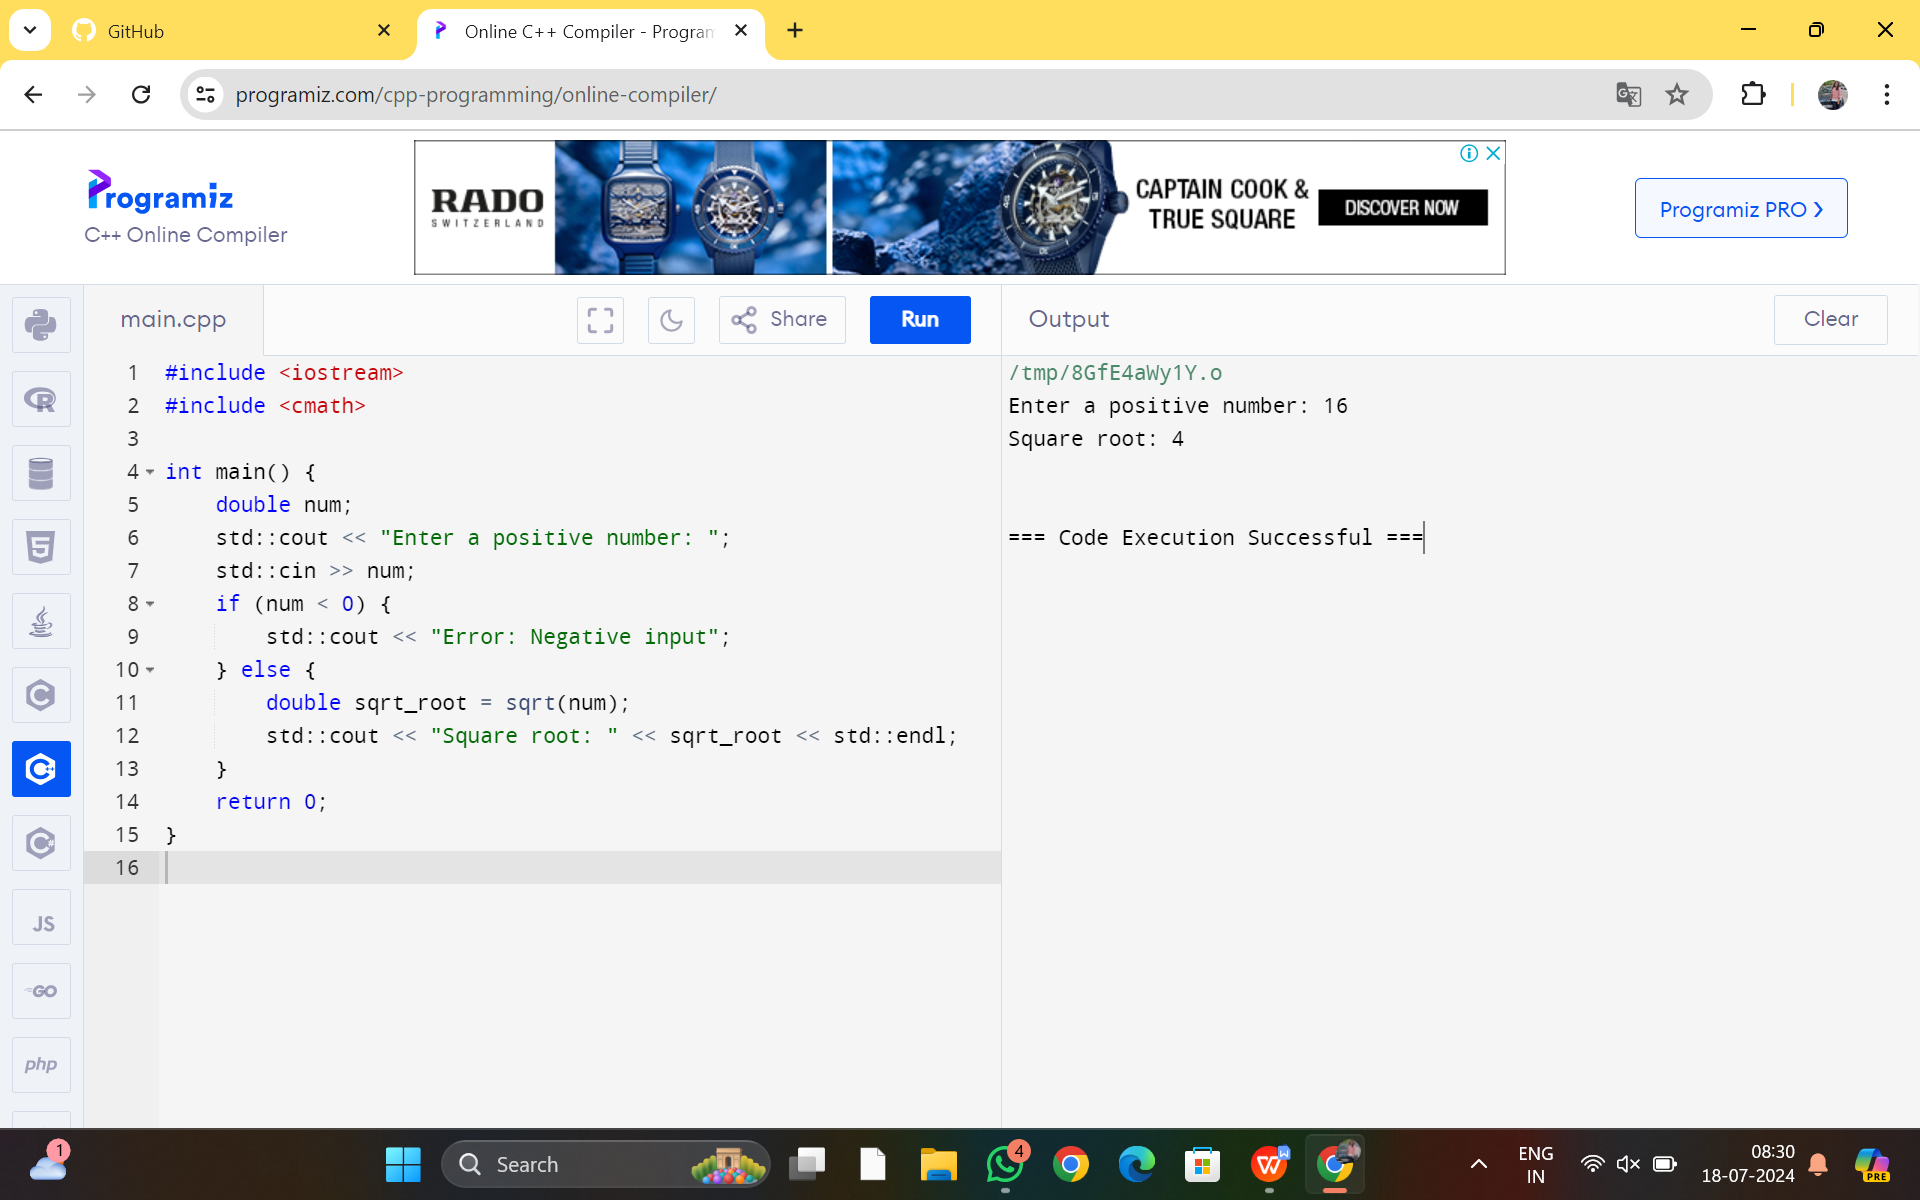 GitHub
Online C++ Compiler - Program
programiz.com/cpp-programming/online-compiler/
Programiz
C++ Online Compiler
RADO
SWITZERLAND
CAPTAIN COOK &
TRUE SQUARE
DISCOVER NOW
Programiz PRO
main.cpp
Share
Run
Output
Clear
1 #include <iostream>
2 #include <cmath>
3
4 int main() {
5     double num;
6     std::cout << "Enter a positive number: ";
7     std::cin >> num;
8     if (num < 0) {
9         std::cout << "Error: Negative input";
10     } else {
11         double sqrt_root = sqrt(num);
12         std::cout << "Square root: " << sqrt_root << std::endl;
13     }
14     return 0;
15 }
16
/tmp/8GfE4aWy1Y.o
Enter a positive number: 16
Square root: 4
=== Code Execution Successful ===
JS
GO
php
1
Search
4
W
ENG
IN
08:30
18-07-2024
PRE